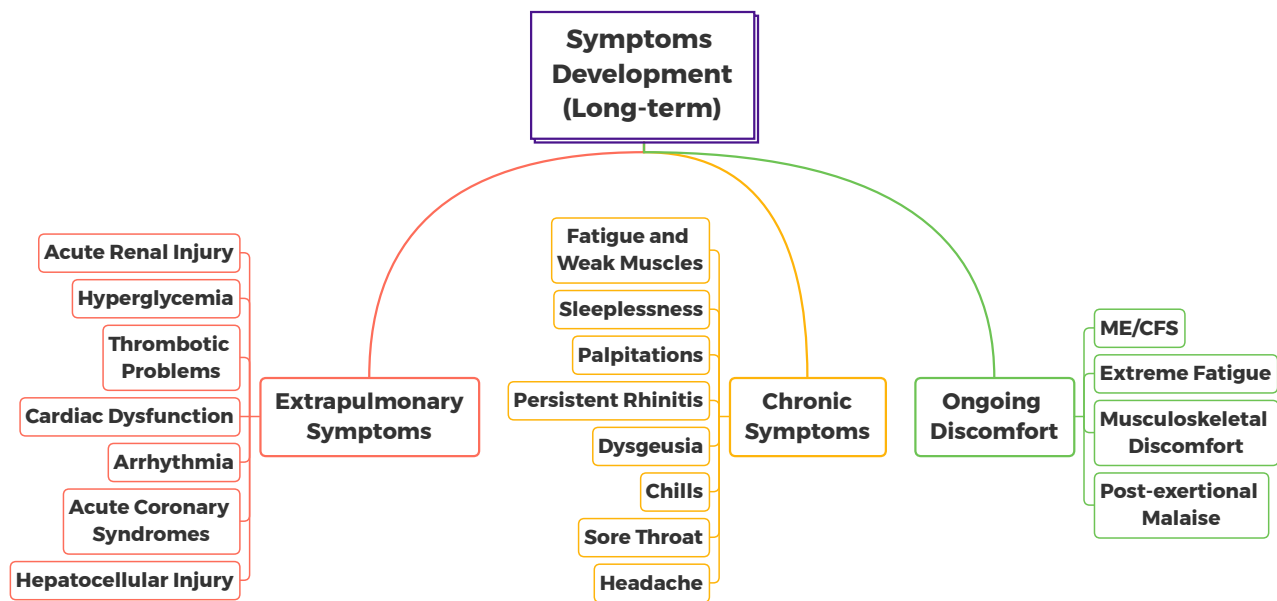 Symptoms
Development
(Long-term)
Extrapulmonary
Symptoms
Acute Renal Injury
Hyperglycemia
Thrombotic
Problems
Cardiac Dysfunction
Arrhythmia
Acute Coronary
Syndromes
Hepatocellular Injury
Chronic
Symptoms
Fatigue and
Weak Muscles
Sleeplessness
Palpitations
Persistent Rhinitis
Dysgeusia
Chills
Sore Throat
Headache
Ongoing
Discomfort
ME/CFS
Extreme Fatigue
Musculoskeletal
Discomfort
Post-exertional
Malaise